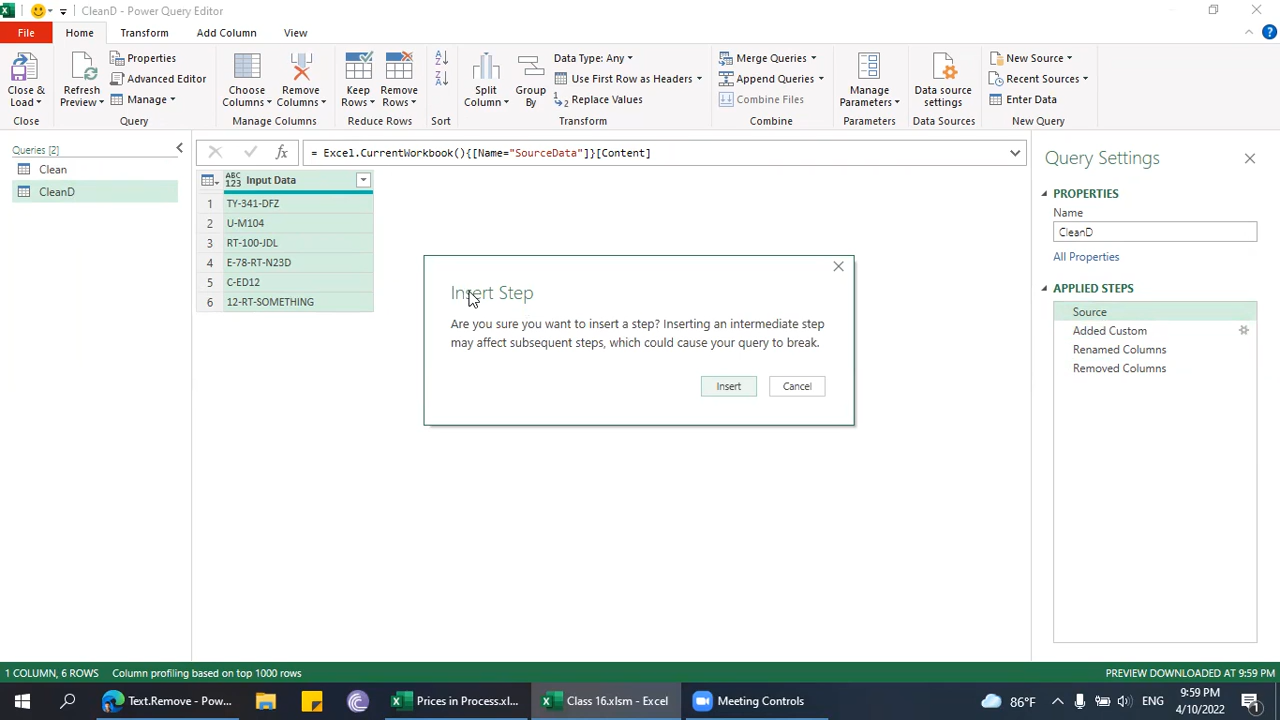 CleanD - Power Query Editor
File
Home
Transform
Add Column
View
Close & Load
Refresh Preview
Properties
Advanced Editor
Manage
Choose Columns
Remove Columns
Keep Rows
Remove Rows
Split Column
Group By
Data Type: Any
Use First Row as Headers
Replace Values
Merge Queries
Append Queries
Combine Files
Manage Parameters
Data source settings
New Source
Recent Sources
Enter Data
Close
Query
Manage Columns
Reduce Rows
Sort
Transform
Combine
Parameters
Data Sources
New Query
Queries [2]
Clean
CleanD
= Excel.CurrentWorkbook(){[Name="SourceData"]}[Content]
ABC 123 Input Data
1 TY-341-DFZ
2 U-M104
3 RT-100-JDL
4 E-78-RT-N23D
5 C-ED12
6 12-RT-SOMETHING
Insert Step
Are you sure you want to insert a step? Inserting an intermediate step
may affect subsequent steps, which could cause your query to break.
Insert
Cancel
Query Settings
PROPERTIES
Name
CleanD
All Properties
APPLIED STEPS
Source
Added Custom
Renamed Columns
Removed Columns
1 COLUMN, 6 ROWS
Column profiling based on top 1000 rows
PREVIEW DOWNLOADED AT 9:59 PM
Text.Remove - Pow...
Prices in Process.xl...
Class 16.xlsm - Excel
Meeting Controls
86°F
ENG
9:59 PM
4/10/2022
1